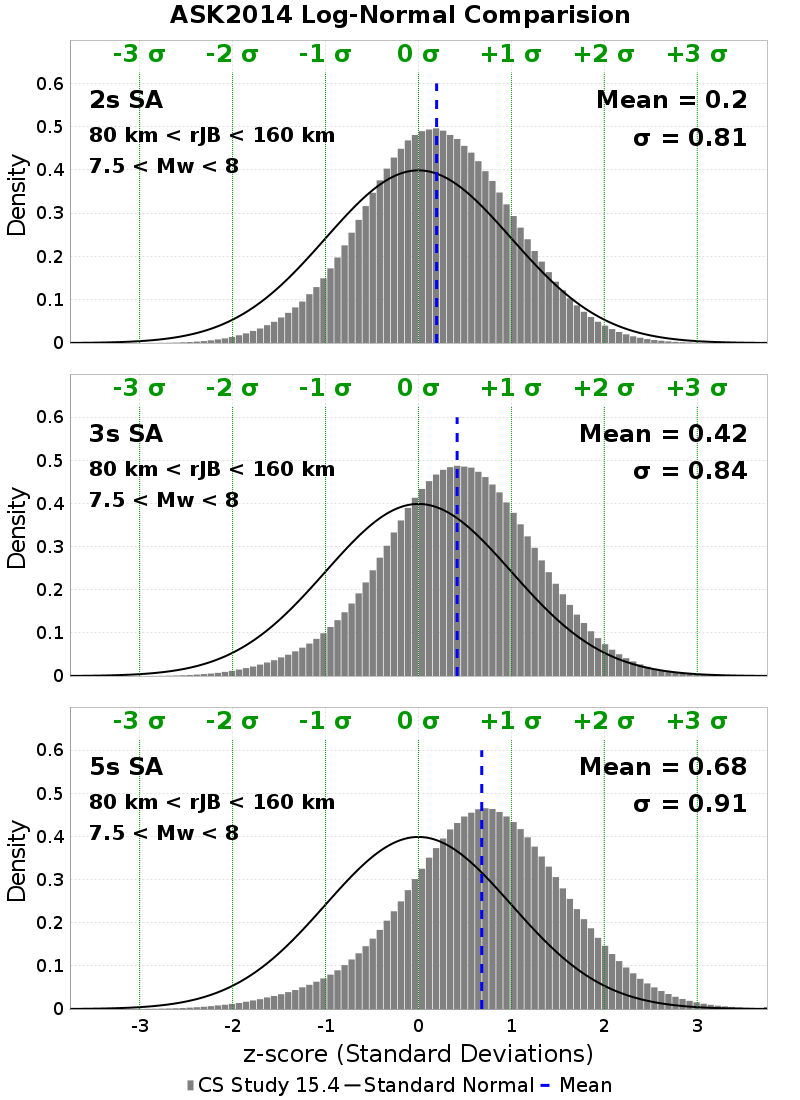 ASK2014 Log-Normal Comparision
-3 σ -2 σ -1 σ 0 σ +1 σ +2 σ +3 σ
0.6
2s SA Mean = 0.2
0.5
80 km < rJB < 160 km σ = 0.81
7.5 < Mw < 8
0.4
Density
0.3
0.2
0.1
0
-3 σ -2 σ -1 σ 0 σ +1 σ +2 σ +3 σ
0.6
3s SA Mean = 0.42
0.5
80 km < rJB < 160 km σ = 0.84
7.5 < Mw < 8
0.4
Density
0.3
0.2
0.1
0
-3 σ -2 σ -1 σ 0 σ +1 σ +2 σ +3 σ
0.6
5s SA Mean = 0.68
0.5
80 km < rJB < 160 km σ = 0.91
7.5 < Mw < 8
0.4
Density
0.3
0.2
0.1
0
-3 -2 -1 0 1 2 3
z-score (Standard Deviations)
CS Study 15.4 Standard Normal Mean